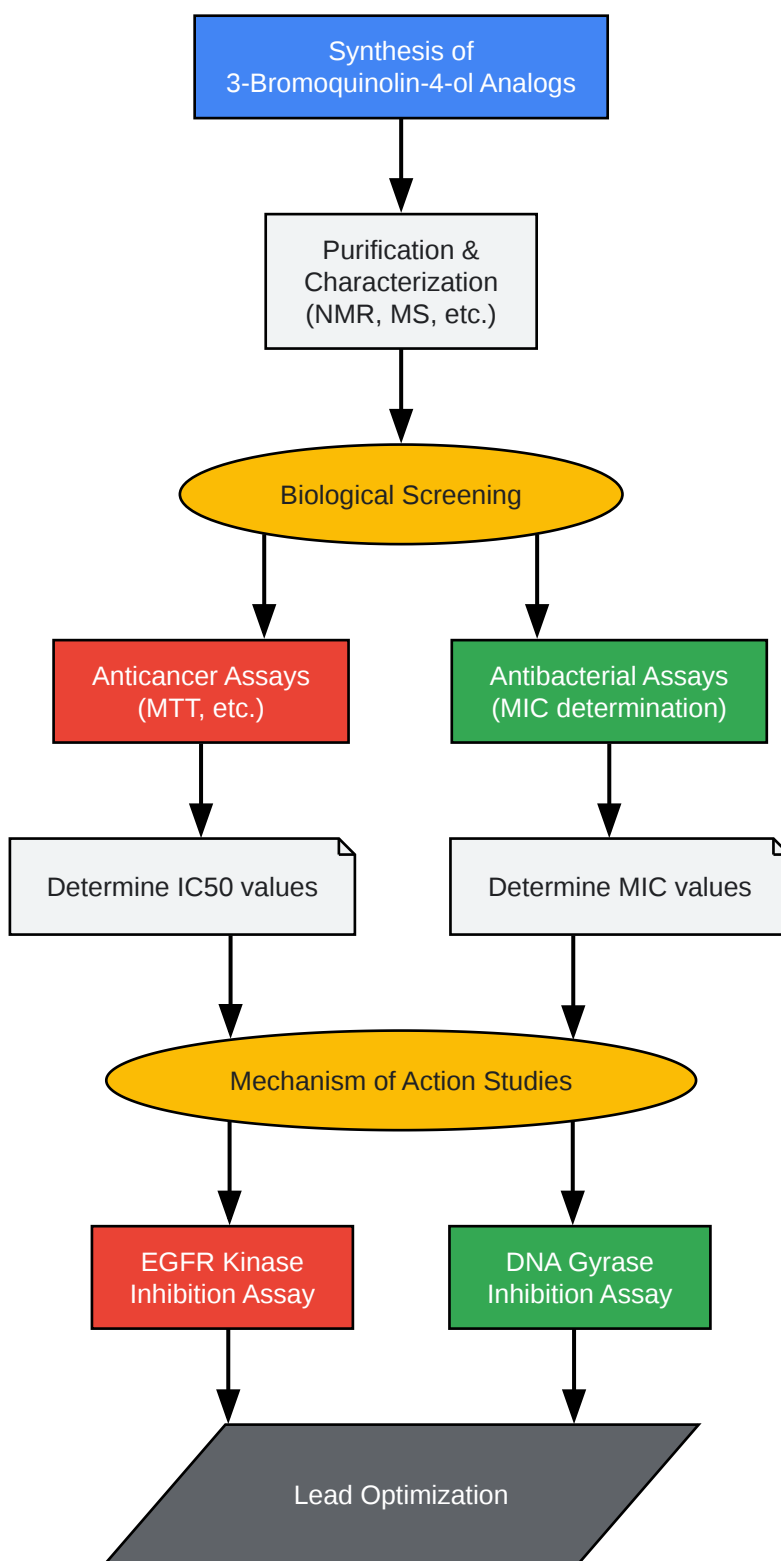 Synthesis of
3-Bromoquinolin-4-ol Analogs
Purification &
Characterization
(NMR, MS, etc.)
Biological Screening
Anticancer Assays
(MTT, etc.)
Antibacterial Assays
(MIC determination)
Determine IC50 values
Determine MIC values
Mechanism of Action Studies
EGFR Kinase
Inhibition Assay
DNA Gyrase
Inhibition Assay
Lead Optimization